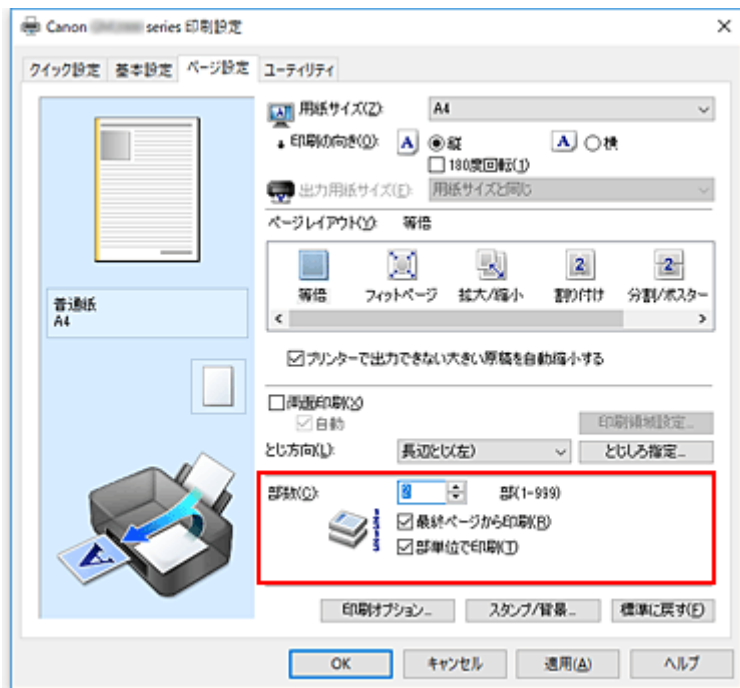 Canon series 印刷設定
クイック設定 基本設定 ページ設定 ユーティリティ
用紙サイズ(Z): A4
印刷の向き(O): A 縦 A 横
180度回転(1)
出力用紙サイズ(E): 用紙サイズと同じ
ページレイアウト(Y): 等倍
等倍 フィットページ 拡大/縮小 割り付け 分割/ポスター
普通紙
A4
プリンターで出力できない大きい原稿を自動縮小する
両面印刷(X)
自動
印刷領域設定...
とじ方向(L): 長辺とじ(左) とじしろ指定...
部数(C): 2 部(1-999)
最終ページから印刷(R)
部単位で印刷(T)
印刷オプション... スタンプ/背景... 標準に戻す(F)
OK キャンセル 適用(A) ヘルプ